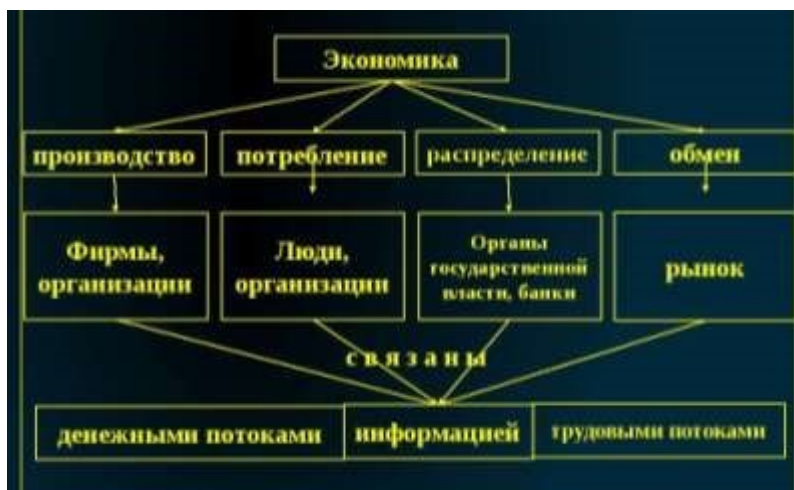 Экономика
производство
потребление
распределение
обмен
Фирмы,
организации
Люди,
организации
Органы
государственной
власти, банки
рынок
связаны
денежными потоками
информацией
трудовыми потоками